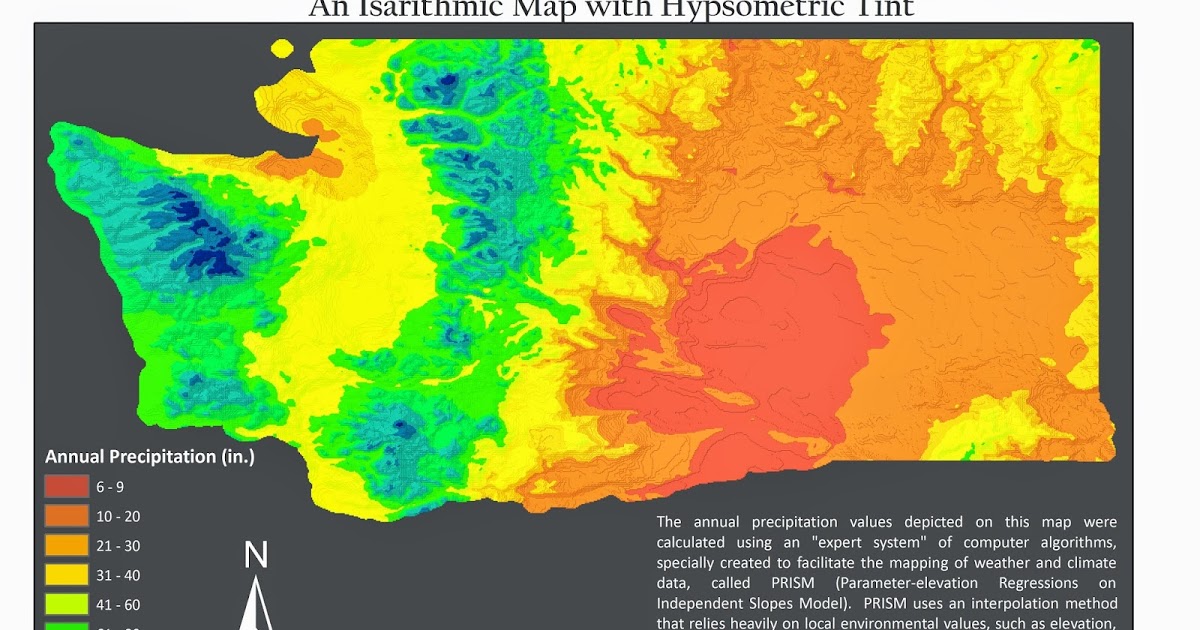 An Isarithmic Map with Hypsometric Tint
Annual Precipitation (in.)
6 - 9
10 - 20
21 - 30
31 - 40
41 - 60
N
The annual precipitation values depicted on this map were
calculated using an "expert system" of computer algorithms,
specially created to facilitate the mapping of weather and climate
data, called PRISM (Parameter-elevation Regressions on
Independent Slopes Model). PRISM uses an interpolation method
that relies heavily on local environmental values, such as elevation,